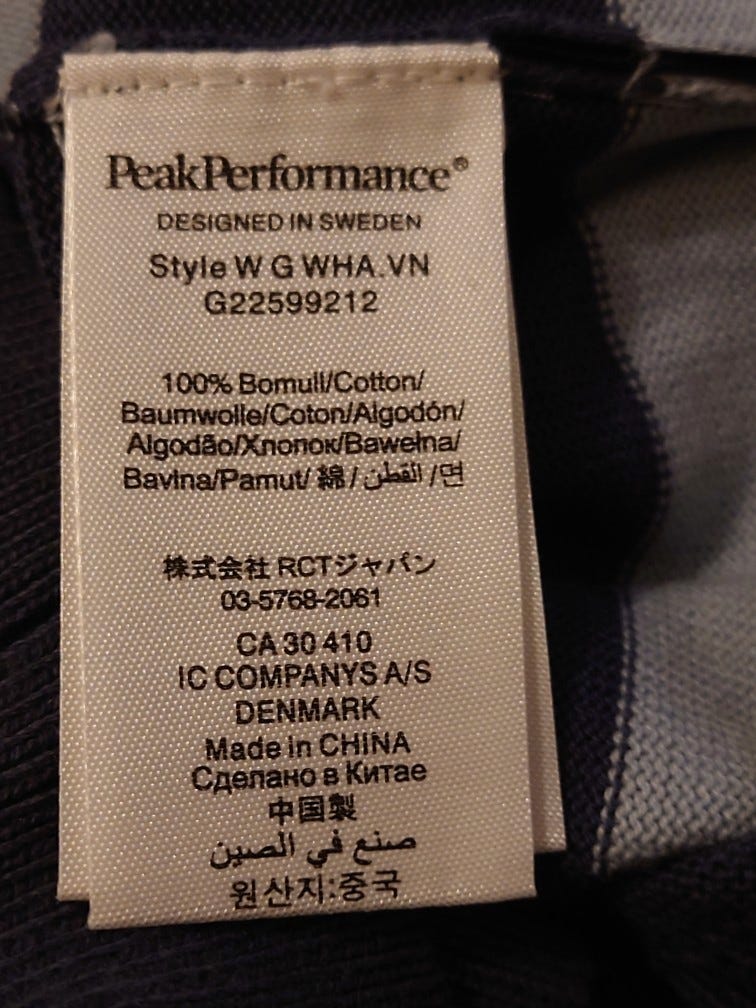 PeakPerformance®
DESIGNED IN SWEDEN
Style W G WHA.VN
G22599212
100% Bomull/Cotton/
Baumwolle/Coton/Algodón/
Algodão/Хлопок/Bawełna/
Bavlna/Pamut/ 綿 / القطن /면
株式会社 RCTジャパン
03-5768-2061
CA 30 410
IC COMPANYS A/S
DENMARK
Made in CHINA
Сделано в Китае
中国製
صنع في الصين
원산지:중국